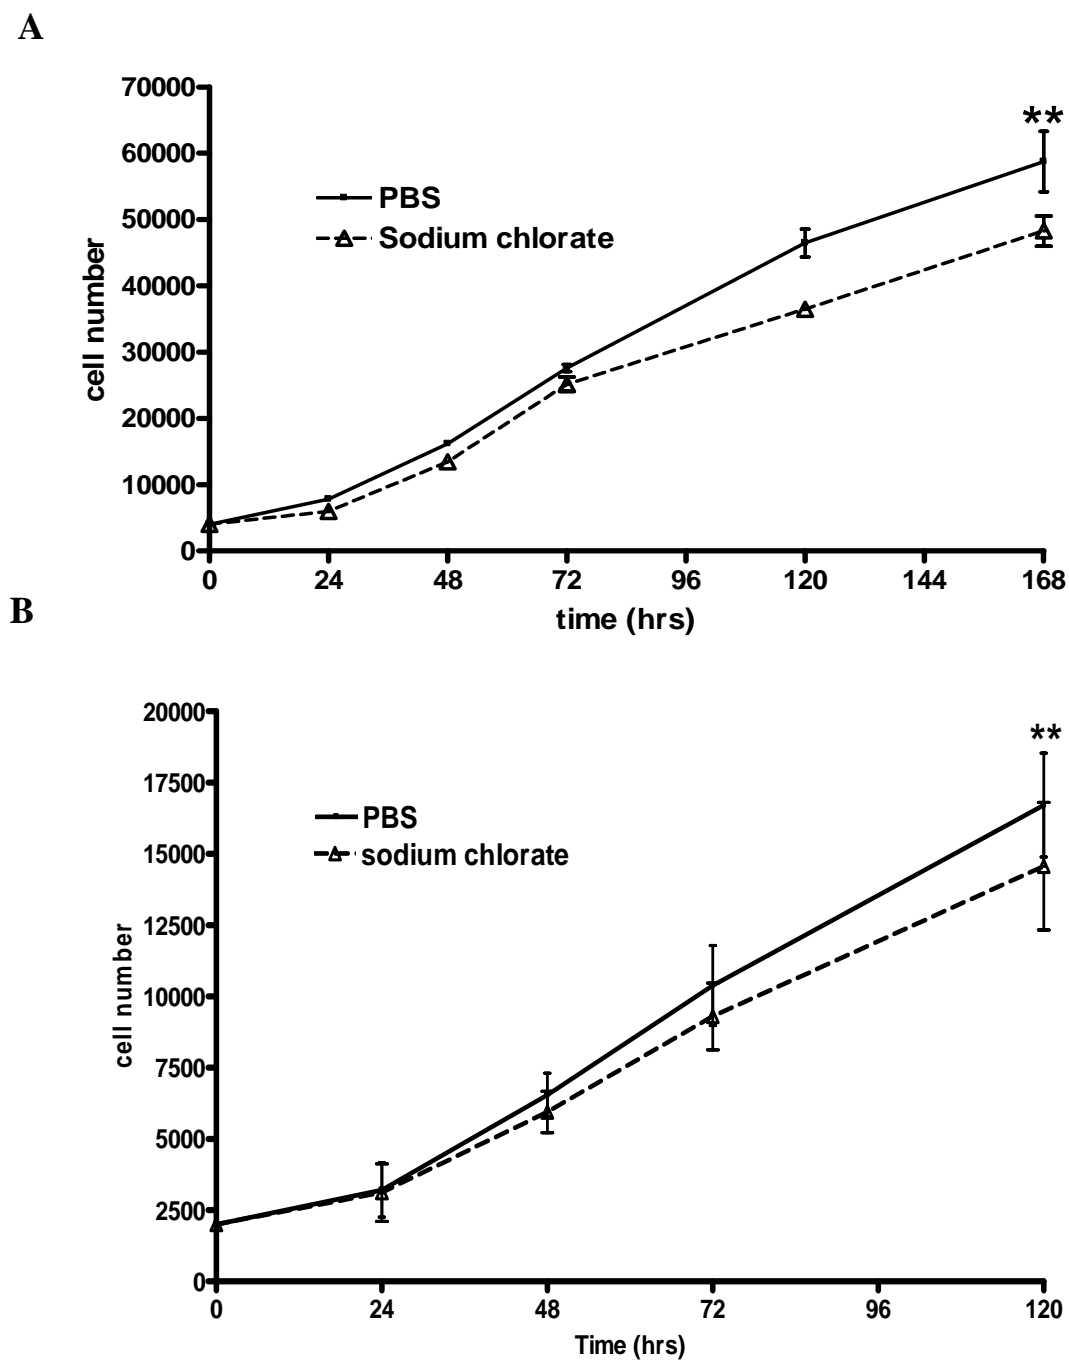 A
70000
60000
50000
40000
30000
20000
10000
0
cell number
**
PBS
Sodium chlorate
0 24 48 72 96 120 144 168
time (hrs)
B
20000
17500
15000
12500
10000
7500
5000
2500
0
cell number
**
PBS
sodium chlorate
0 24 48 72 96 120
Time (hrs)